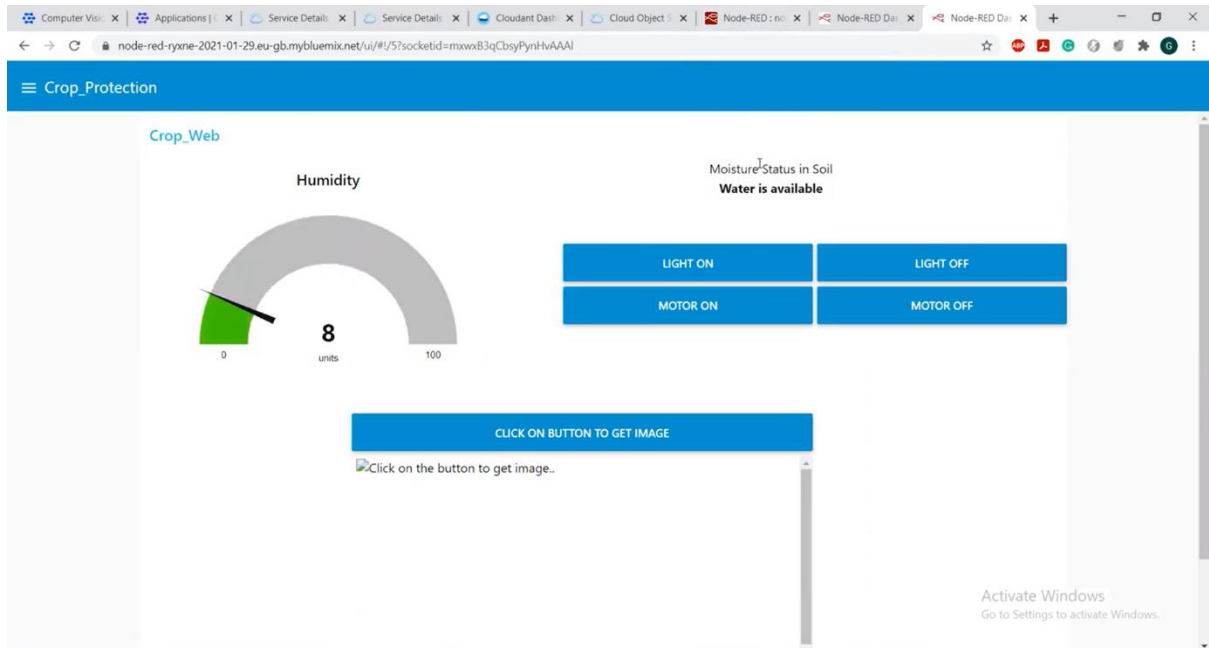 Computer Visio
Applications | C
Service Details
Service Details
Cloudant Dash
Cloud Object S
Node-RED : no
Node-RED Das
Node-RED Das
node-red-ryxne-2021-01-29.eu-gb.mybluemix.net/ui/#!/5?socketid=mxwxB3qCbsyPynHvAAAl
ABP
G
Crop_Protection
Crop_Web
Humidity
8
units
0
100
Moisture Status in Soil
Water is available
LIGHT ON
LIGHT OFF
MOTOR ON
MOTOR OFF
CLICK ON BUTTON TO GET IMAGE
Click on the button to get image..
Activate Windows
Go to Settings to activate Windows.